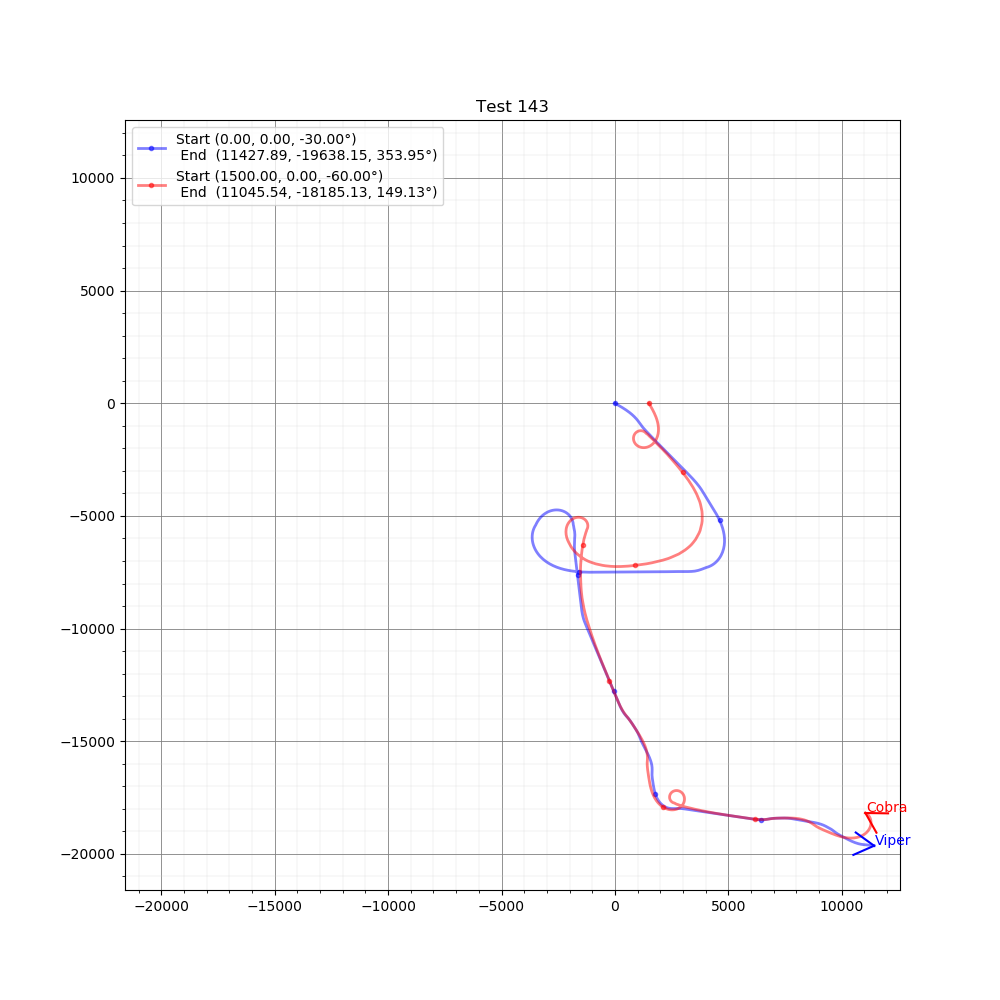 Test 143
Start (0.00, 0.00, -30.00°)
End (11427.89, -19638.15, 353.95°)
Start (1500.00, 0.00, -60.00°)
End (11045.54, -18185.13, 149.13°)
10000
5000
0
−5000
−10000
−15000
−20000
Cobra
Viper
−20000 −15000 −10000 −5000 0 5000 10000